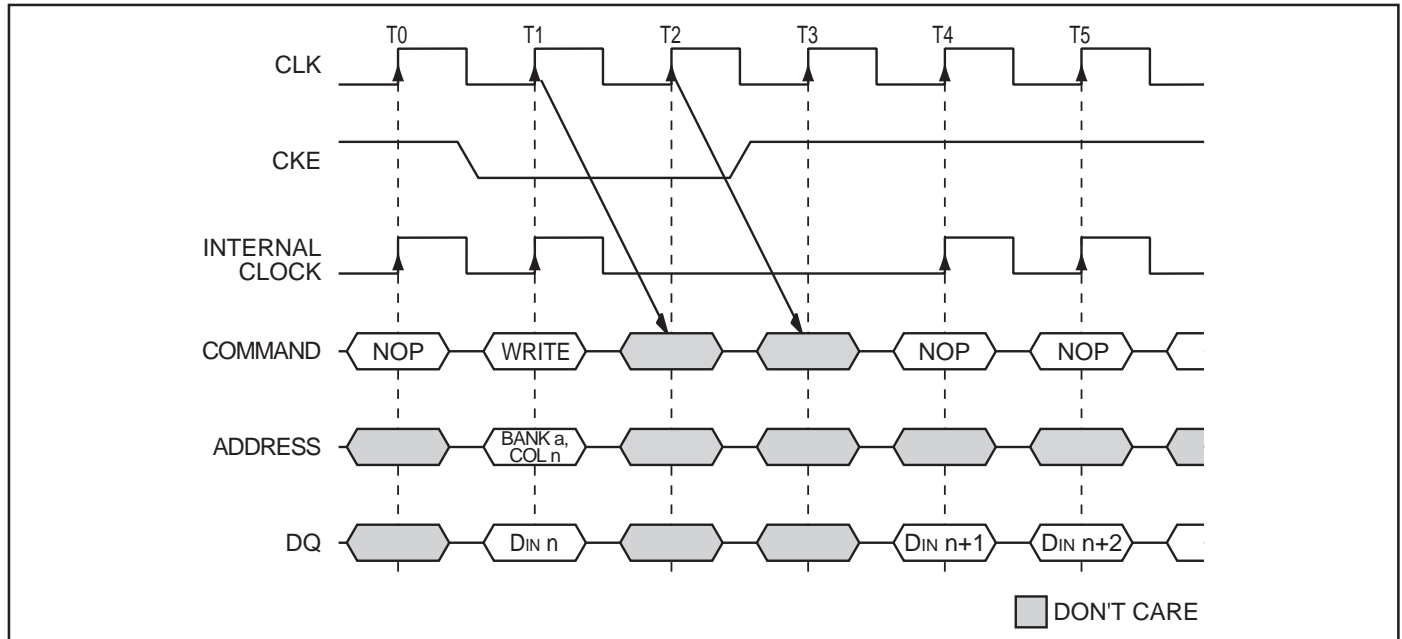 T0 T1 T2 T3 T4 T5
CLK
CKE
INTERNAL
CLOCK
COMMAND NOP WRITE NOP NOP
ADDRESS BANK a,
COL n
DQ DIN n DIN n+1 DIN n+2
DON'T CARE